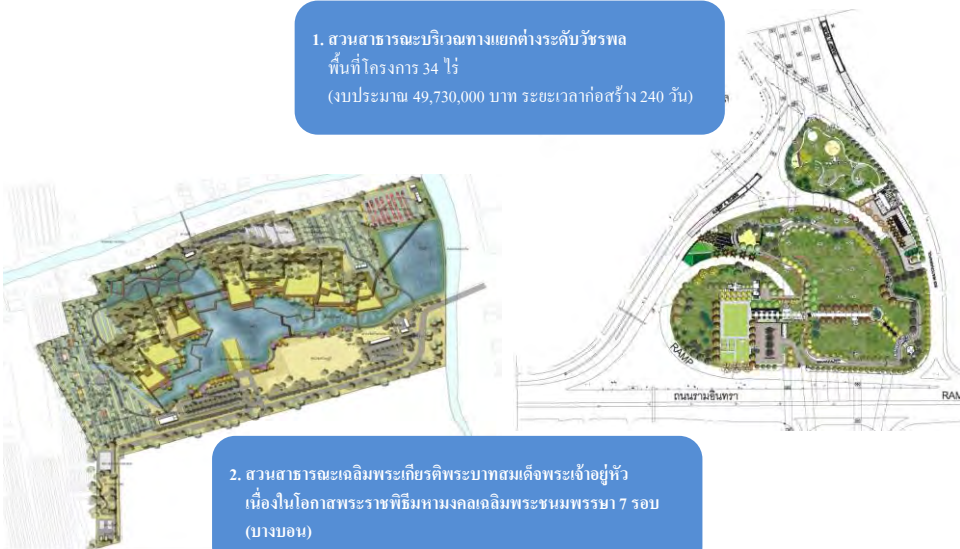 1. สวนสาธารณะบริเวณทางแยกต่างระดับวัชรพล
พื้นที่โครงการ 34 ไร่
(งบประมาณ 49,730,000 บาท ระยะเวลาก่อสร้าง 240 วัน)
RAMP
ถนนรามอินทรา
RAM
2. สวนสาธารณะเฉลิมพระเกียรติพระบาทสมเด็จพระเจ้าอยู่หัว
เนื่องในโอกาสพระราชพิธีมหามงคลเฉลิมพระชนมพรรษา 7 รอบ
(บางบอน)